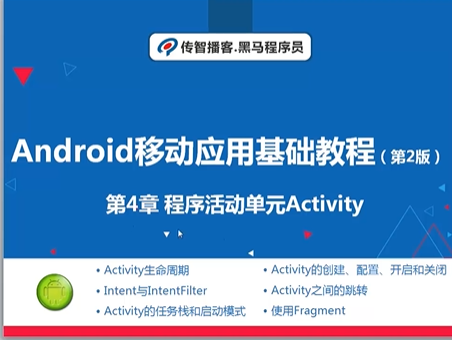 传智播客.黑马程序员
Android移动应用基础教程（第2版）
第4章 程序活动单元Activity
• Activity生命周期
• Intent与IntentFilter
• Activity的任务栈和启动模式
• Activity的创建、配置、开启和关闭
• Activity之间的跳转
• 使用Fragment